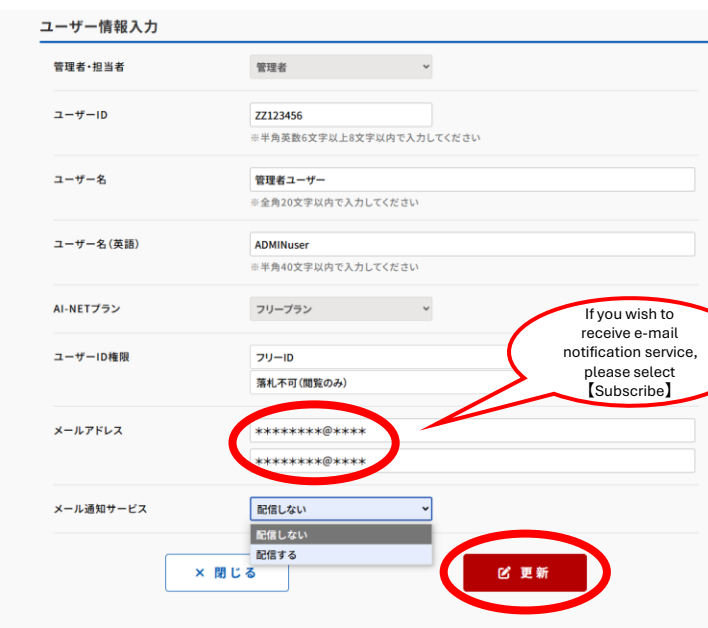 ユーザー情報入力
管理者・担当者
管理者
ユーザーID
ZZ123456
※半角英数6文字以上8文字以内で入力してください
ユーザー名
管理者ユーザー
※全角20文字以内で入力してください
ユーザー名(英語)
ADMINuser
※半角40文字以内で入力してください
AI-NETプラン
フリープラン
If you wish to
receive e-mail
notification service,
please select
【Subscribe】
ユーザーID権限
フリーID
落札不可(閲覧のみ)
メールアドレス
********@****
********@****
メール通知サービス
配信しない
配信しない
配信する
× 閉じる
更新